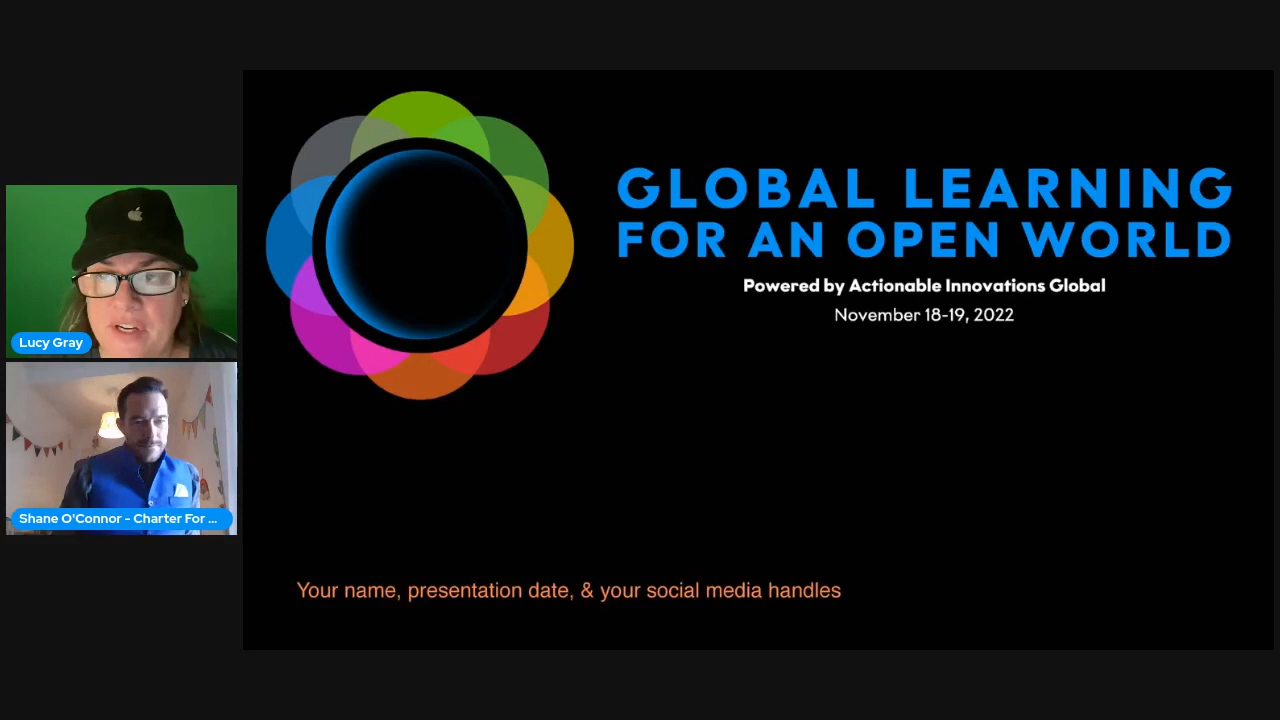 GLOBAL LEARNING
FOR AN OPEN WORLD
Powered by Actionable Innovations Global
November 18-19, 2022
Lucy Gray
Shane O'Connor - Charter For ...
Your name, presentation date, & your social media handles